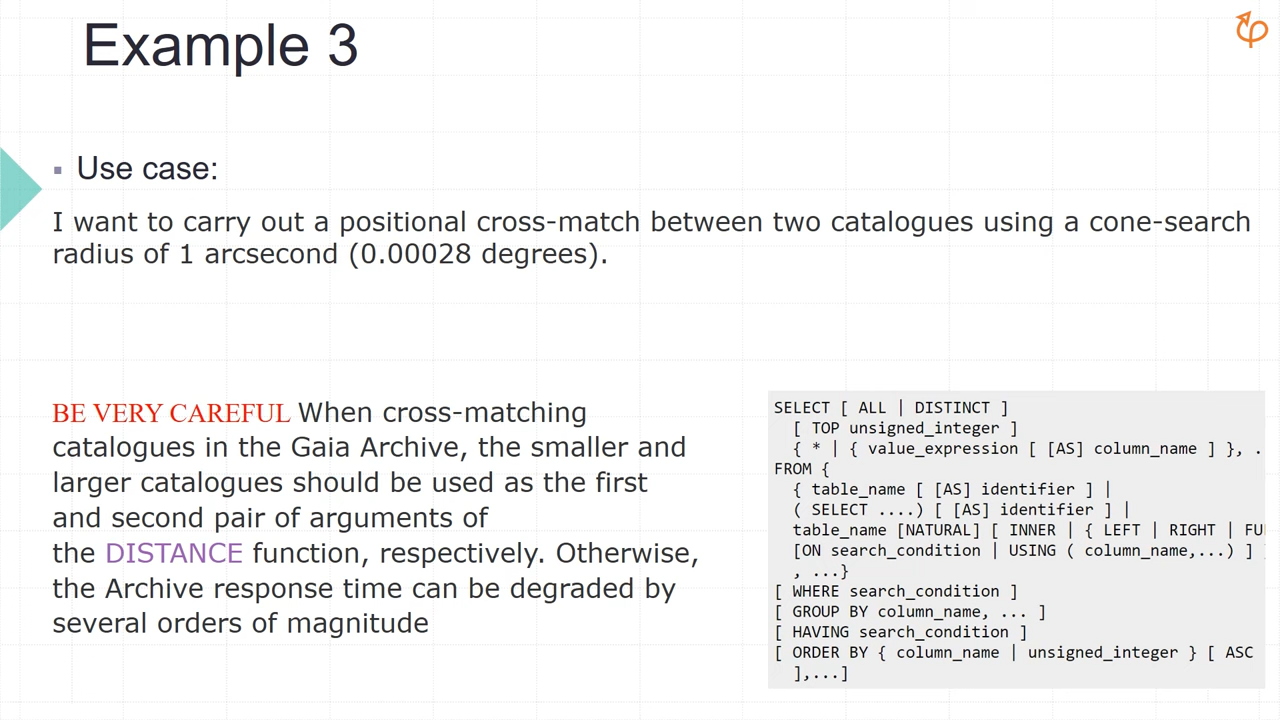 Example 3
▪ Use case:
I want to carry out a positional cross-match between two catalogues using a cone-search
radius of 1 arcsecond (0.00028 degrees).
BE VERY CAREFUL When cross-matching
catalogues in the Gaia Archive, the smaller and
larger catalogues should be used as the first
and second pair of arguments of
the DISTANCE function, respectively. Otherwise,
the Archive response time can be degraded by
several orders of magnitude
SELECT [ ALL | DISTINCT ]
[ TOP unsigned_integer ]
{ * | { value_expression [ [AS] column_name ] }, .
FROM {
{ table_name [ [AS] identifier ] |
( SELECT ....) [ [AS] identifier ] |
table_name [NATURAL] [ INNER | { LEFT | RIGHT | FU
[ON search_condition | USING ( column_name,...) ]
, ...}
[ WHERE search_condition ]
[ GROUP BY column_name, ... ]
[ HAVING search_condition ]
[ ORDER BY { column_name | unsigned_integer } [ ASC
],...]